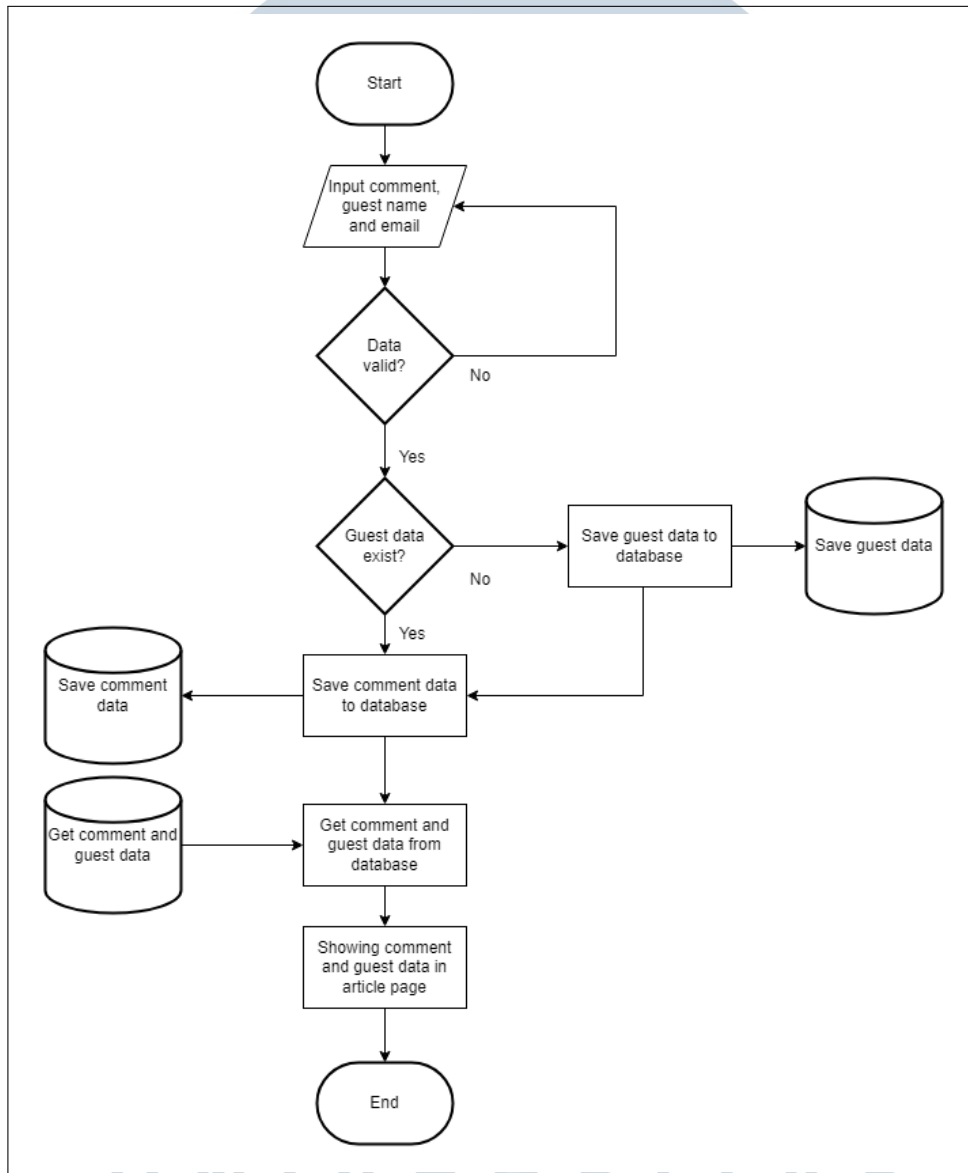 Start
Input comment,
guest name
and email
Data
valid?
No
Yes
Guest data
exist?
No
Save guest data to
database
Save guest data
Yes
Save comment
data
Save comment data
to database
Get comment and
guest data
Get comment and
guest data from
database
Showing comment
and guest data in
article page
End